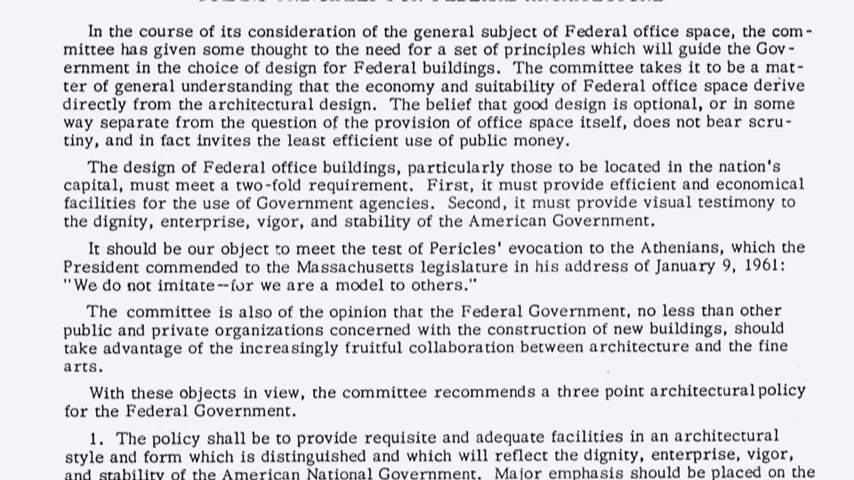 In the course of its consideration of the general subject of Federal office space, the com-
mittee has given some thought to the need for a set of principles which will guide the Gov-
ernment in the choice of design for Federal buildings. The committee takes it to be a mat-
ter of general understanding that the economy and suitability of Federal office space derive
directly from the architectural design. The belief that good design is optional, or in some
way separate from the question of the provision of office space itself, does not bear scru-
tiny, and in fact invites the least efficient use of public money.
The design of Federal office buildings, particularly those to be located in the nation's
capital, must meet a two-fold requirement. First, it must provide efficient and economical
facilities for the use of Government agencies. Second, it must provide visual testimony to
the dignity, enterprise, vigor, and stability of the American Government.
It should be our object to meet the test of Pericles' evocation to the Athenians, which the
President commended to the Massachusetts legislature in his address of January 9, 1961:
"We do not imitate--for we are a model to others."
The committee is also of the opinion that the Federal Government, no less than other
public and private organizations concerned with the construction of new buildings, should
take advantage of the increasingly fruitful collaboration between architecture and the fine
arts.
With these objects in view, the committee recommends a three point architectural policy
for the Federal Government.
1. The policy shall be to provide requisite and adequate facilities in an architectural
style and form which is distinguished and which will reflect the dignity, enterprise, vigor,
and stability of the American National Government. Major emphasis should be placed on the